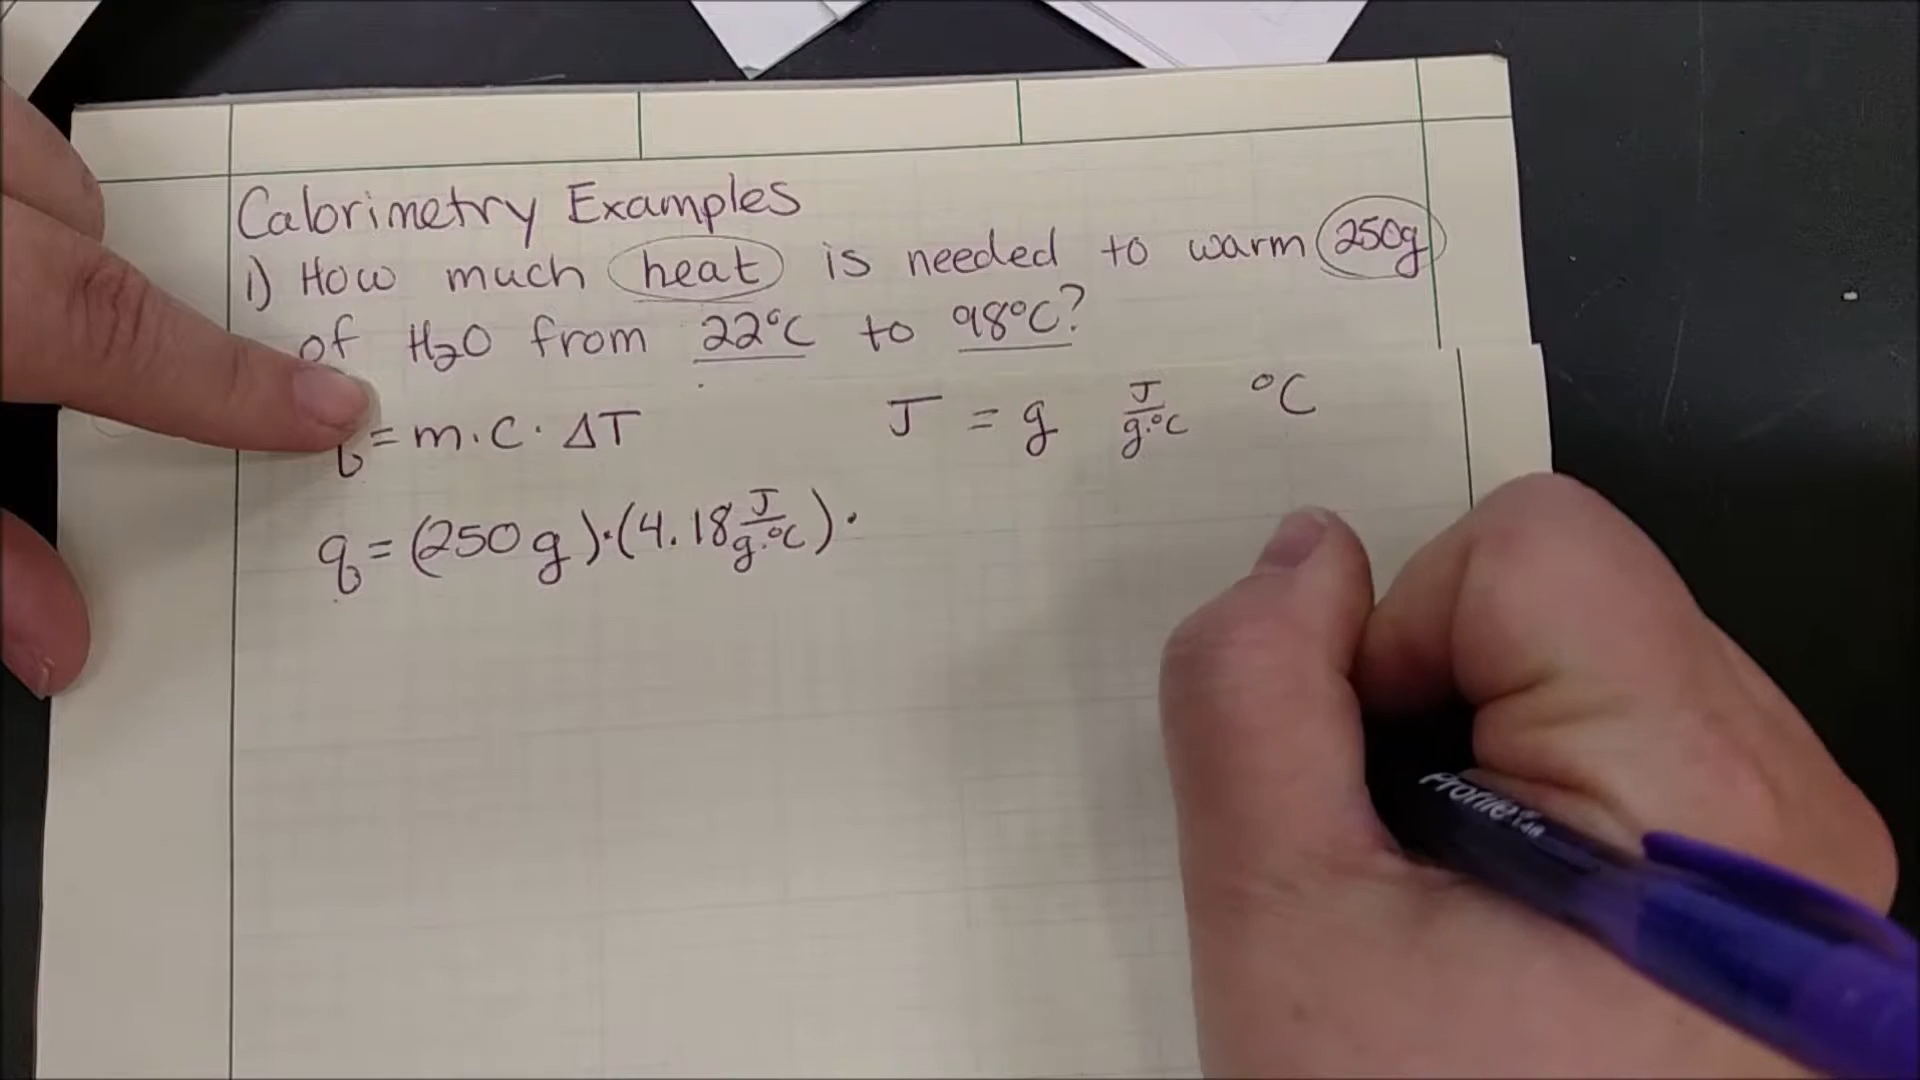 Calorimetry Examples
1) How much heat is needed to warm 250g
of H₂O from 22°C to 98°C?
q = m · C · ΔT
J = g J/g·°C °C
q = (250 g) · (4.18 J/g·°C) ·
Profile